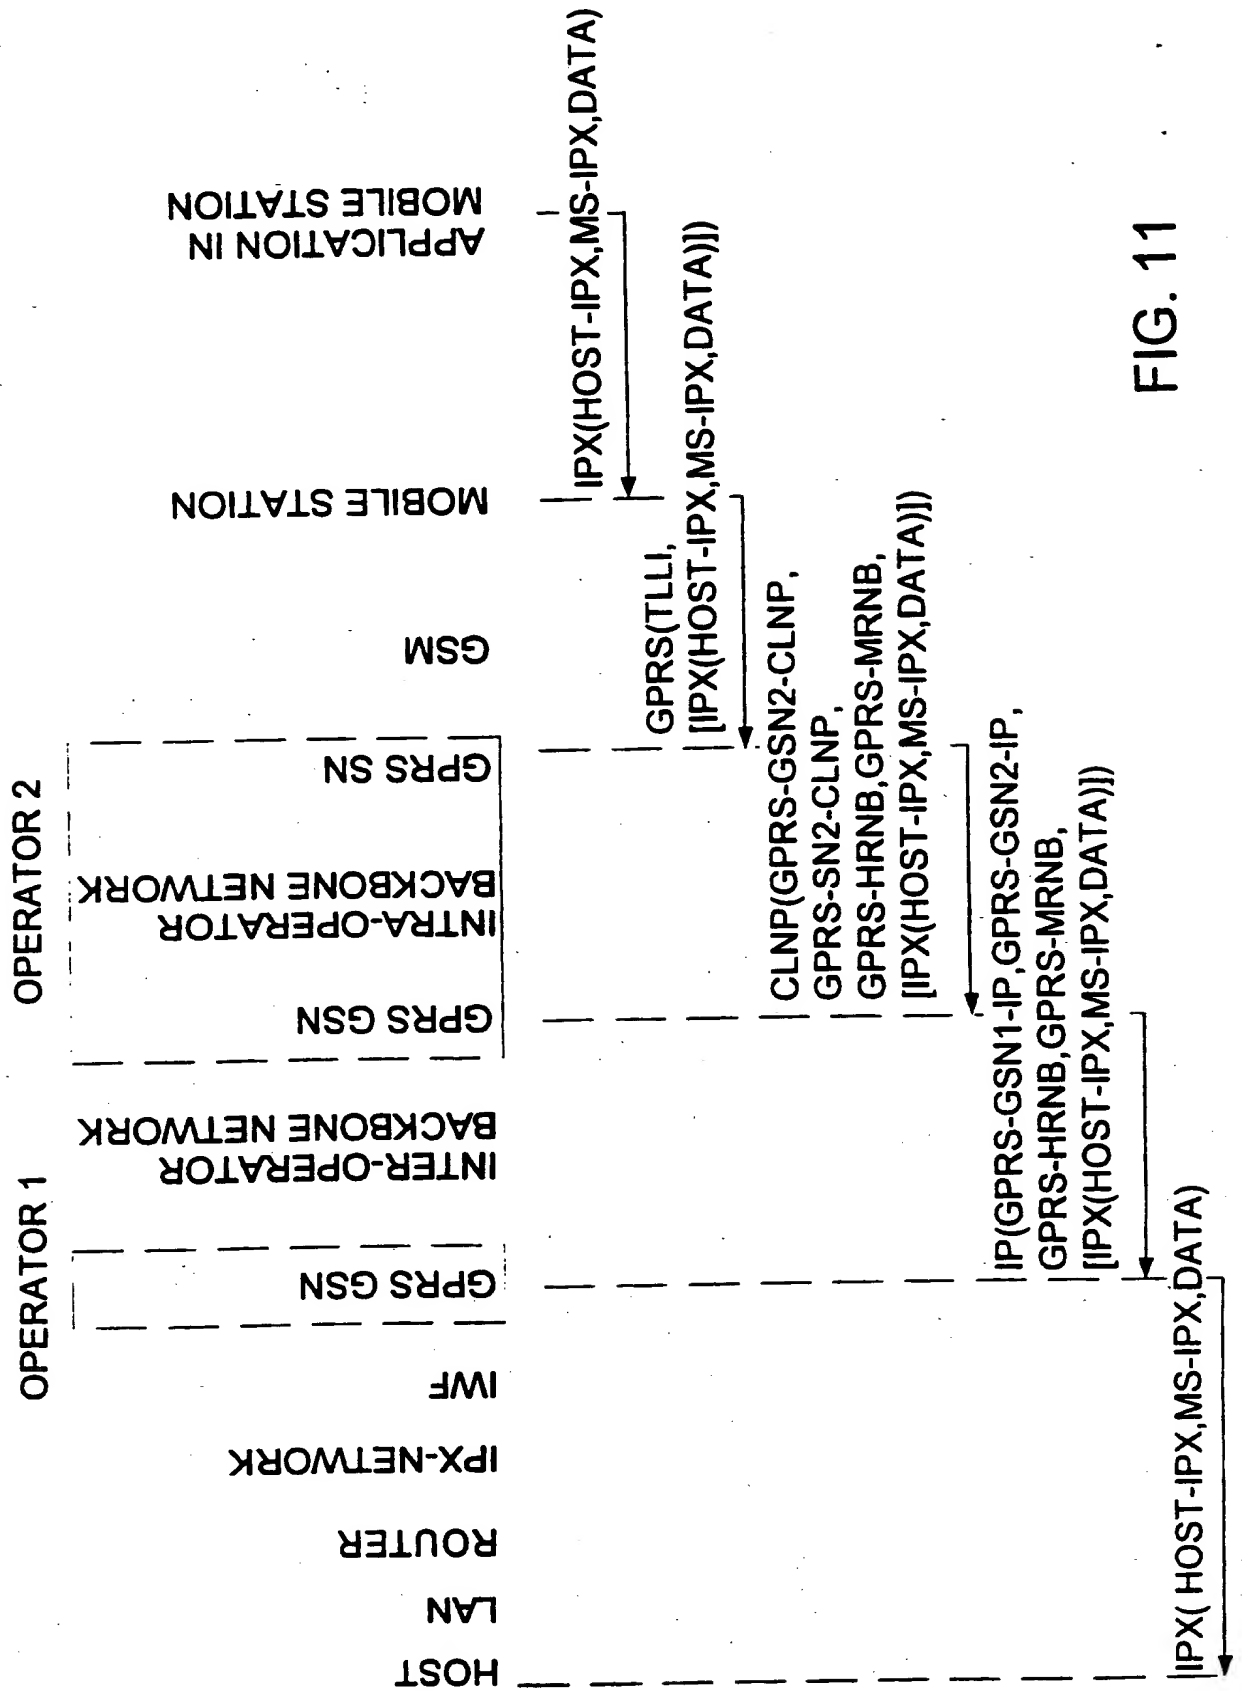 OPERATOR 1
OPERATOR 2
HOST
LAN
ROUTER
IPX-NETWORK
IWF
GPRS GSN
INTER-OPERATOR
BACKBONE NETWORK
GPRS GSN
INTRA-OPERATOR
BACKBONE NETWORK
GPRS SN
GSM
MOBILE STATION
APPLICATION IN
MOBILE STATION
IPX(HOST-IPX,MS-IPX,DATA)
GPRS(TLLI,
[IPX(HOST-IPX,MS-IPX,DATA)])
CLNP(GPRS-GSN2-CLNP,
GPRS-SN2-CLNP,
GPRS-HRNB,GPRS-MRNB,
[IPX(HOST-IPX,MS-IPX,DATA)])
IP(GPRS-GSN1-IP,GPRS-GSN2-IP,
GPRS-HRNB,GPRS-MRNB,
[IPX(HOST-IPX,MS-IPX,DATA)])
IPX( HOST-IPX,MS-IPX,DATA)
FIG. 11